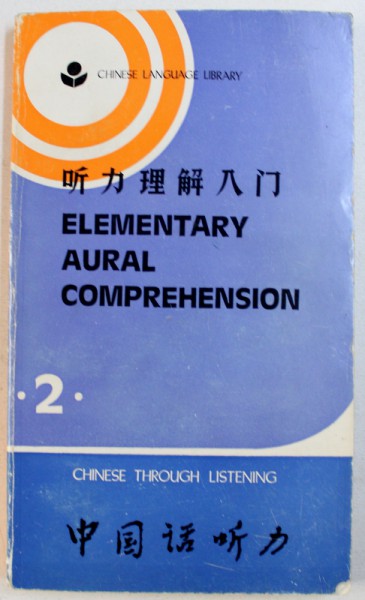 CHINESE LANGUAGE LIBRARY
听力理解入门
ELEMENTARY
AURAL
COMPREHENSION
·2·
CHINESE THROUGH LISTENING
中国话听力